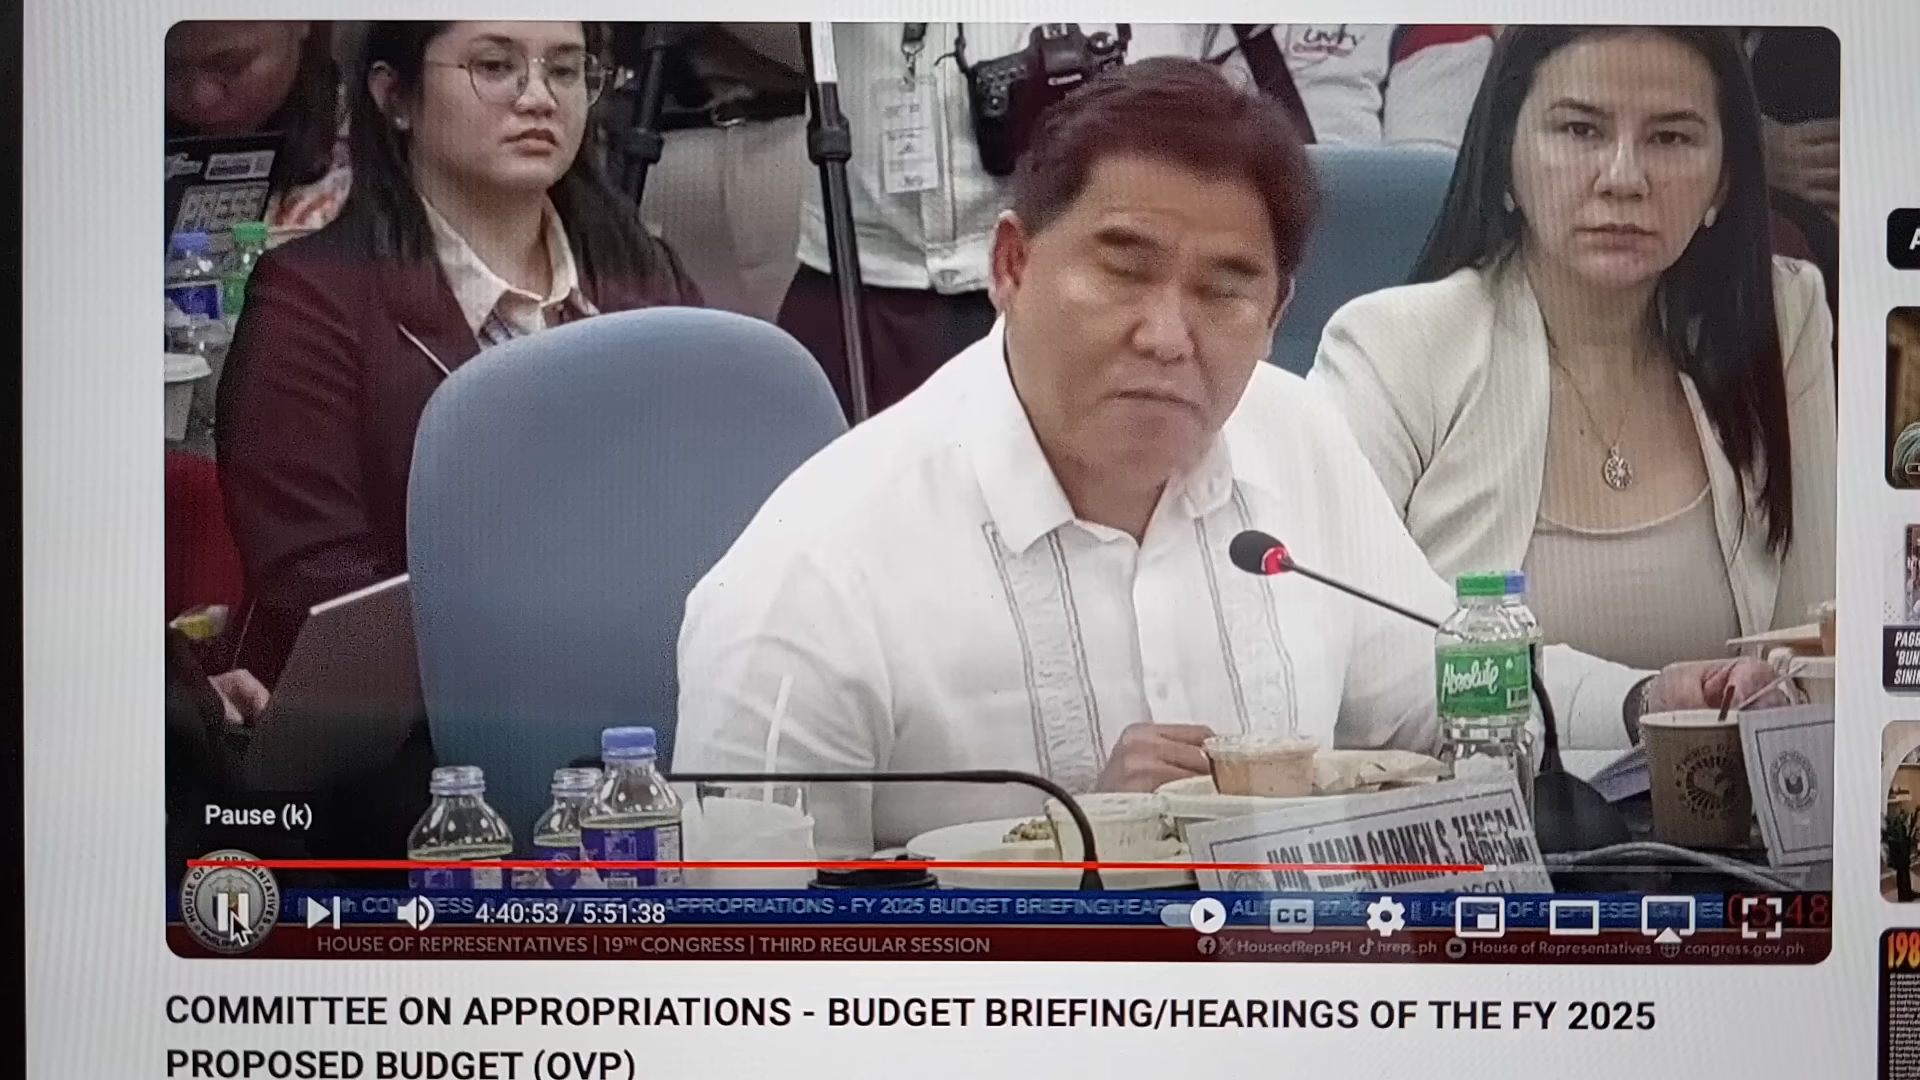 Canon
PRESS
Absolute
HON. MARIA CARMEN S. ZAMORA
Pause (k)
4:40:53 / 5:51:38
APPROPRIATIONS - FY 2025 BUDGET BRIEFING/HEAR
CC
HOUSE OF REPRESENTATIVES | 19TH CONGRESS | THIRD REGULAR SESSION
HouseofRepsPH hrep_ph House of Representatives congress.gov.ph
COMMITTEE ON APPROPRIATIONS - BUDGET BRIEFING/HEARINGS OF THE FY 2025
PROPOSED BUDGET (OVP)
198